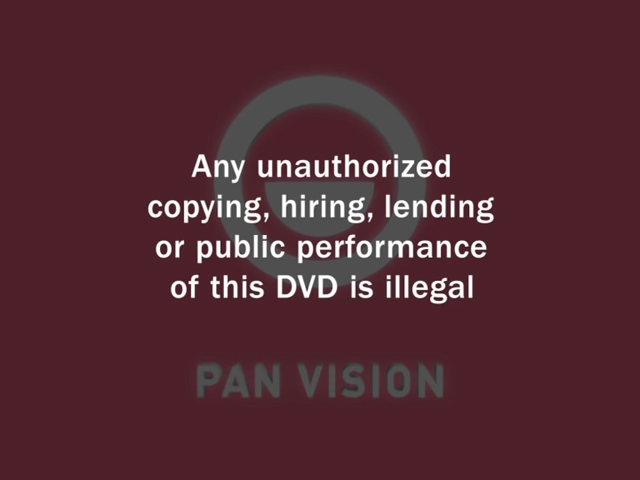 Any unauthorized
copying, hiring, lending
or public performance
of this DVD is illegal
PAN VISION